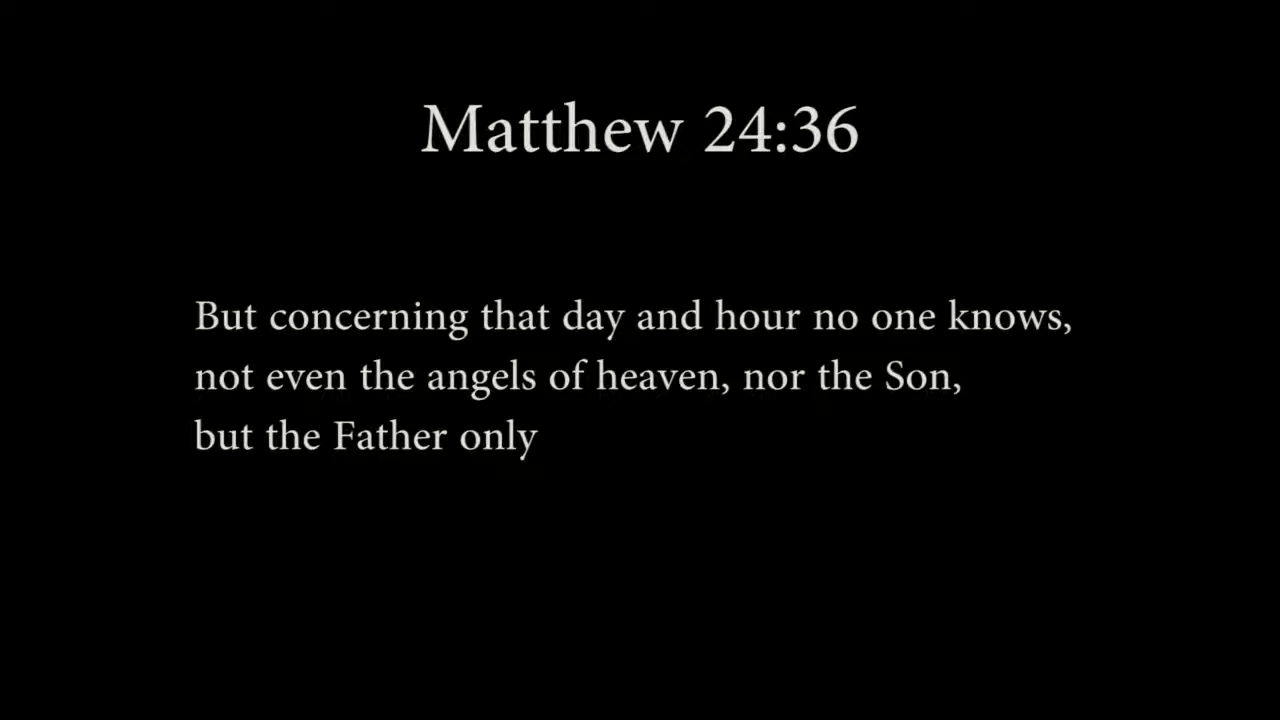 Matthew 24:36
But concerning that day and hour no one knows,
not even the angels of heaven, nor the Son,
but the Father only